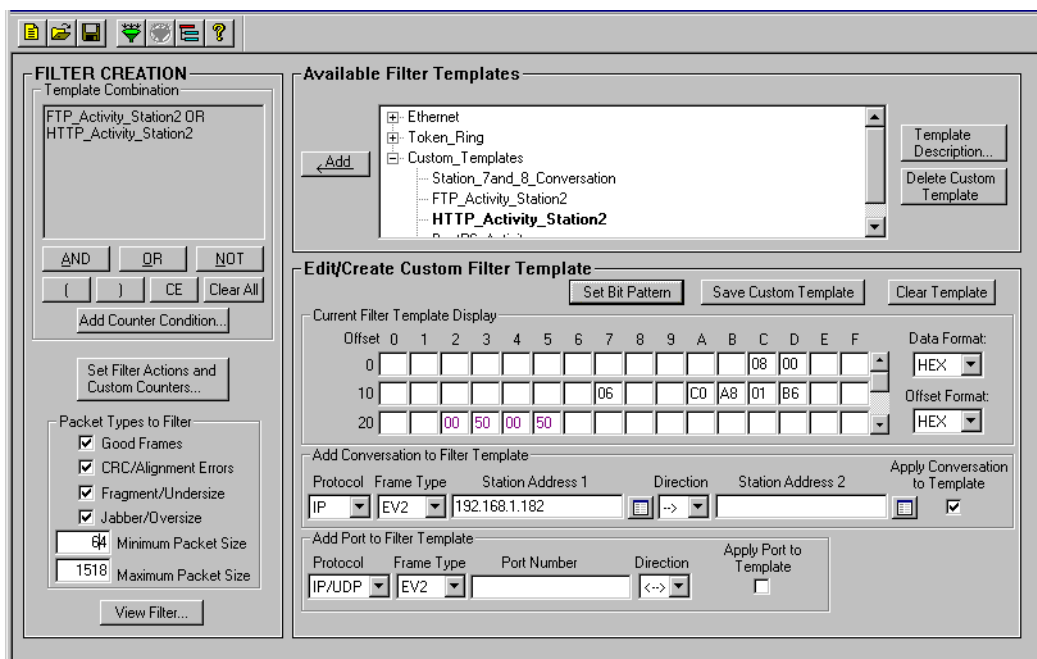 FILTER CREATION
Template Combination
FTP_Activity_Station2 OR
HTTP_Activity_Station2
AND OR NOT
( ) CE Clear All
Add Counter Condition...
Set Filter Actions and
Custom Counters...
Packet Types to Filter
Good Frames
CRC/Alignment Errors
Fragment/Undersize
Jabber/Oversize
64 Minimum Packet Size
1518 Maximum Packet Size
View Filter...
Available Filter Templates
Add
Ethernet
Token_Ring
Custom_Templates
Station_7and_8_Conversation
FTP_Activity_Station2
HTTP_Activity_Station2
Template
Description...
Delete Custom
Template
Edit/Create Custom Filter Template
Set Bit Pattern Save Custom Template Clear Template
Current Filter Template Display
Offset 0 1 2 3 4 5 6 7 8 9 A B C D E F
0 08 00
10 06 C0 A8 01 B6
20 00 50 00 50
Data Format:
HEX
Offset Format:
HEX
Add Conversation to Filter Template
Protocol Frame Type Station Address 1 Direction Station Address 2
Apply Conversation
to Template
IP EV2 192.168.1.182 -->
Add Port to Filter Template
Protocol Frame Type Port Number Direction
Apply Port to
Template
IP/UDP EV2 <-->